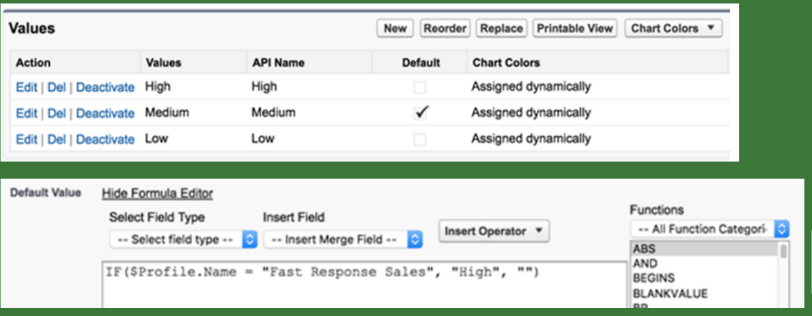 Values New Reorder Replace Printable View Chart Colors
Action Values API Name Default Chart Colors
Edit | Del | Deactivate High High Assigned dynamically
Edit | Del | Deactivate Medium Medium Assigned dynamically
Edit | Del | Deactivate Low Low Assigned dynamically
Default Value Hide Formula Editor
Select Field Type Insert Field Functions
-- Select field type -- -- Insert Merge Field -- Insert Operator -- All Function Categori
IF($Profile.Name = "Fast Response Sales", "High", "")
ABS
AND
BEGINS
BLANKVALUE